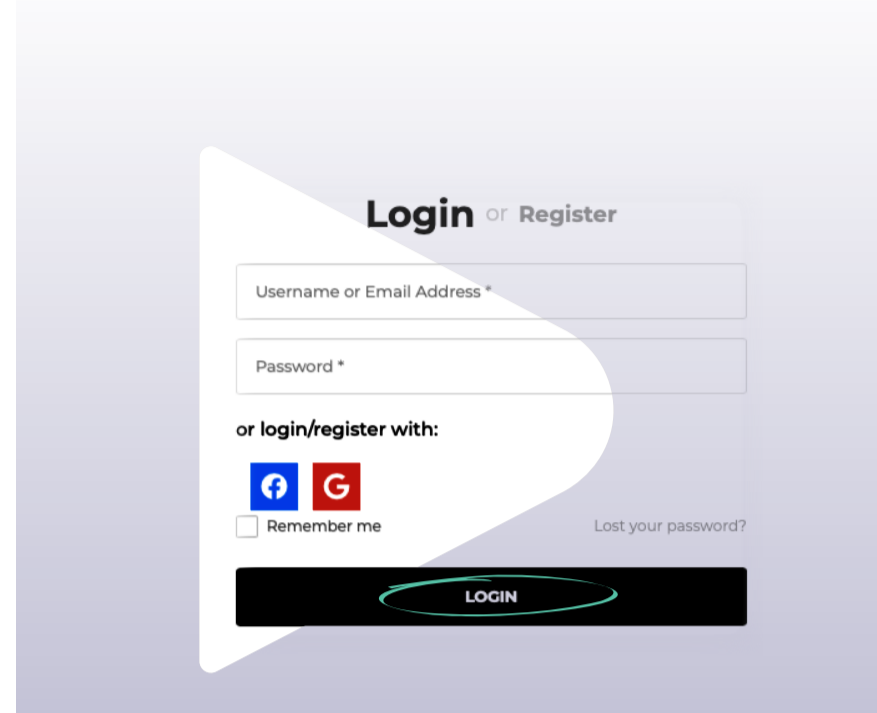 Login or Register
Username or Email Address *
Password *
or login/register with:
Remember me
Lost your password?
LOGIN